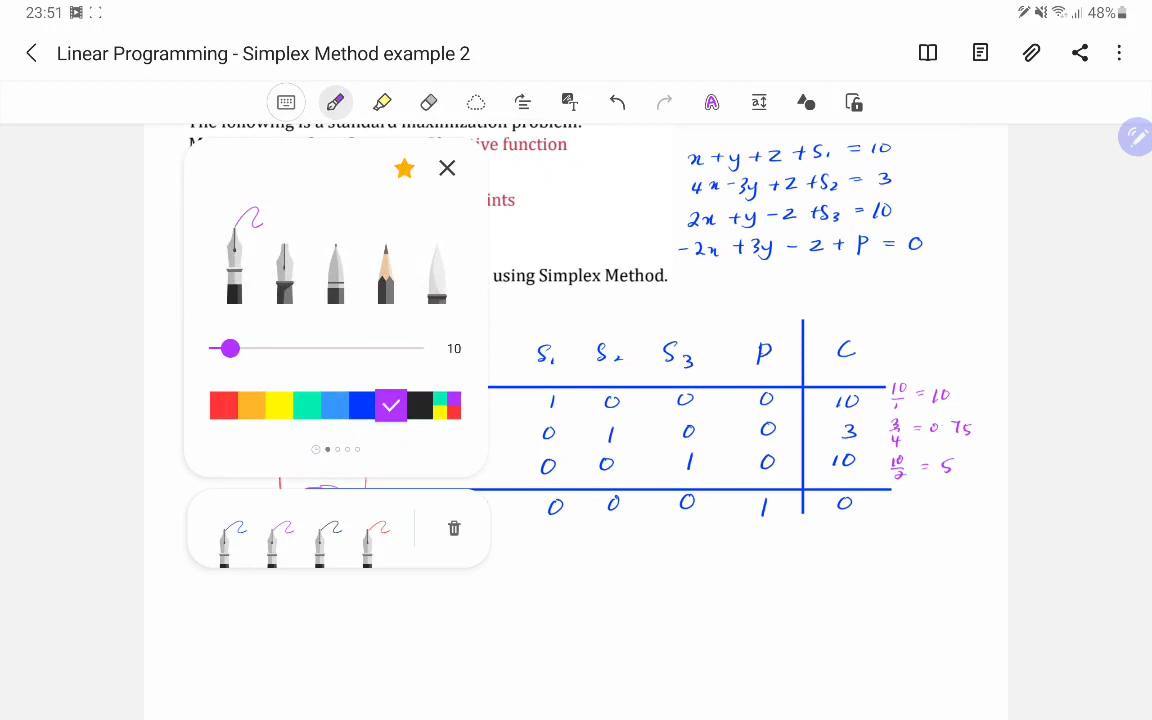 23:51 48%
Linear Programming - Simplex Method example 2
The following is a standard maximization problem.
ive function
ints
using Simplex Method.
x + y + z + S₁ = 10
4x - 3y + z + S₂ = 3
2x + y - z + S₃ = 10
-2x + 3y - z + P = 0
10
S₁ S₂ S₃ P C
1 0 0 0 10 10/1 = 10
0 1 0 0 3 3/4 = 0.75
0 0 1 0 10 10/2 = 5
0 0 0 1 0